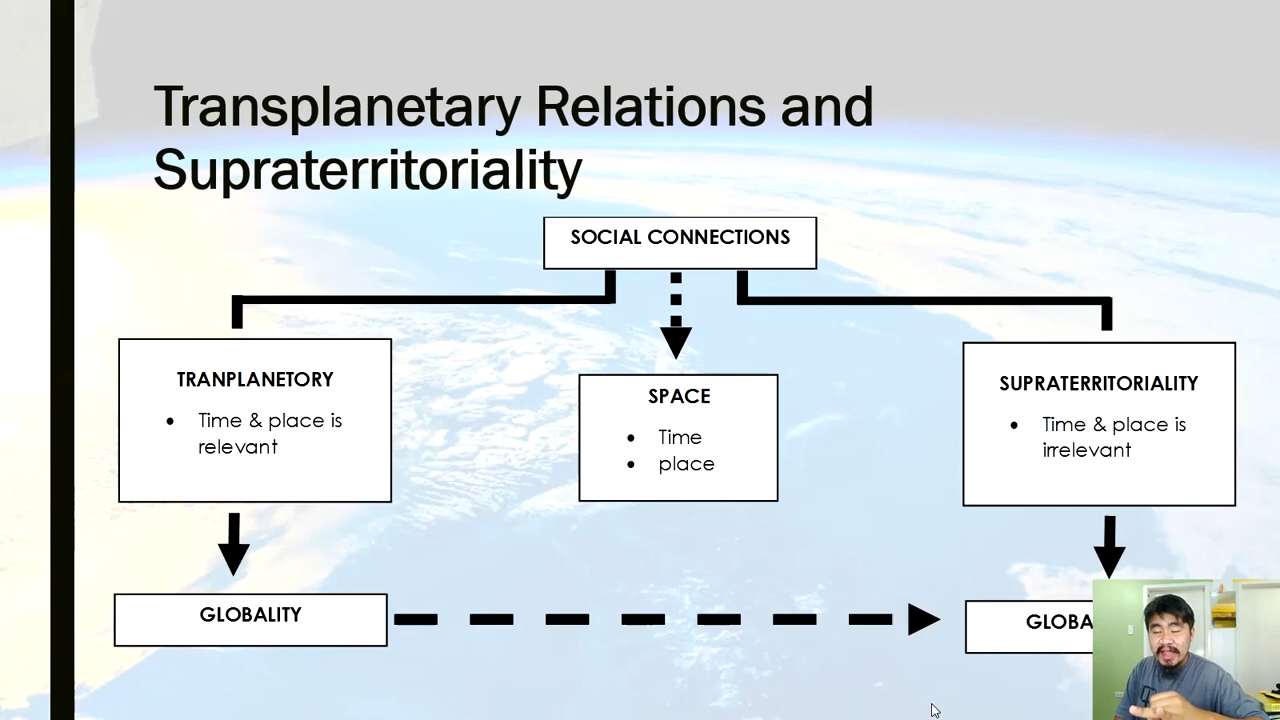 Transplanetary Relations and
Supraterritoriality
SOCIAL CONNECTIONS
TRANPLANETORY
• Time & place is
relevant
SPACE
• Time
• place
SUPRATERRITORIALITY
• Time & place is
irrelevant
GLOBALITY